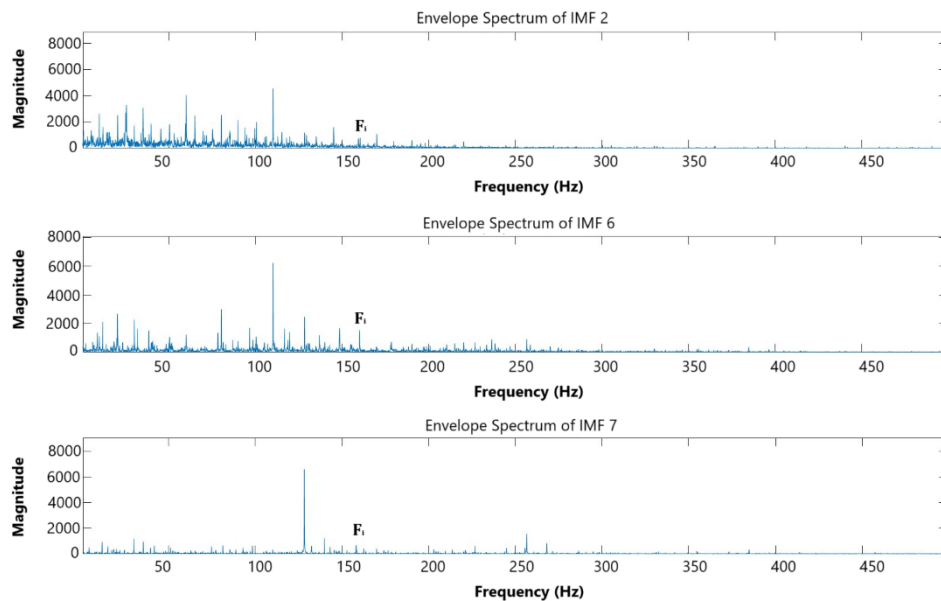 Envelope Spectrum of IMF 2
8000
6000
4000
2000
0
Magnitude
Fᵢ
50 100 150 200 250 300 350 400 450
Frequency (Hz)
Envelope Spectrum of IMF 6
8000
6000
4000
2000
0
Magnitude
Fᵢ
50 100 150 200 250 300 350 400 450
Frequency (Hz)
Envelope Spectrum of IMF 7
8000
6000
4000
2000
0
Magnitude
Fᵢ
50 100 150 200 250 300 350 400 450
Frequency (Hz)